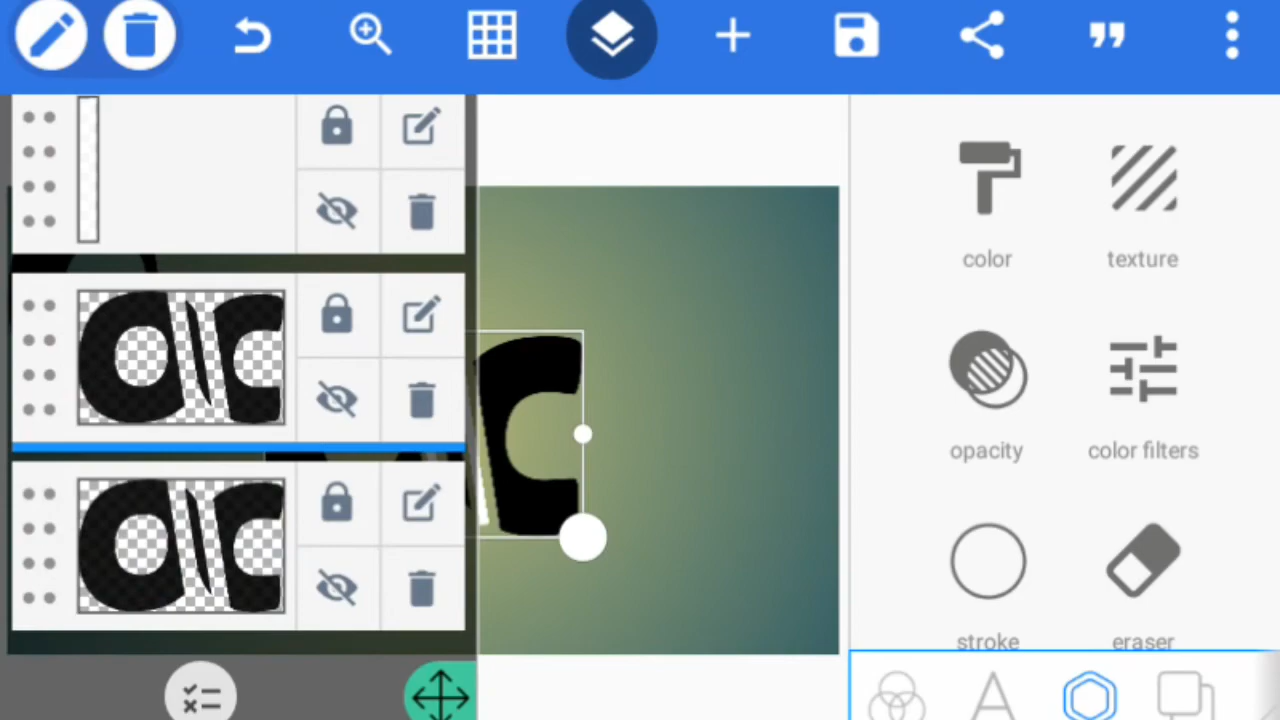 color texture
opacity color filters
stroke eraser